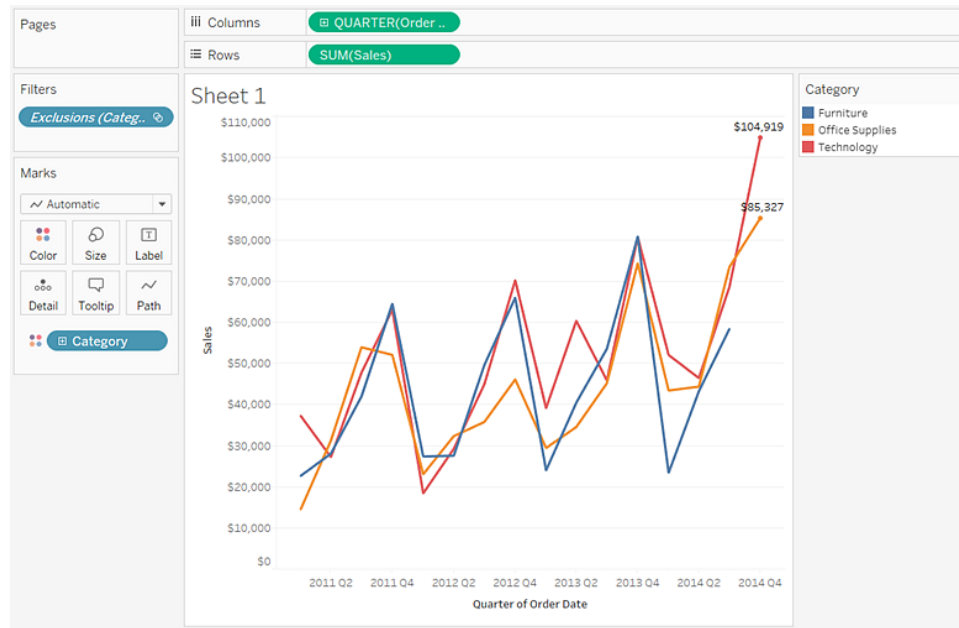 Pages
iii Columns
QUARTER(Order ..
Rows
SUM(Sales)
Filters
Exclusions (Categ..
Marks
Automatic
Color
Size
Label
Detail
Tooltip
Path
Category
Sheet 1
$110,000
$100,000
$90,000
$80,000
$70,000
$60,000
$50,000
$40,000
$30,000
$20,000
$10,000
$0
Sales
$104,919
$85,327
2011 Q2
2011 Q4
2012 Q2
2012 Q4
2013 Q2
2013 Q4
2014 Q2
2014 Q4
Quarter of Order Date
Category
Furniture
Office Supplies
Technology